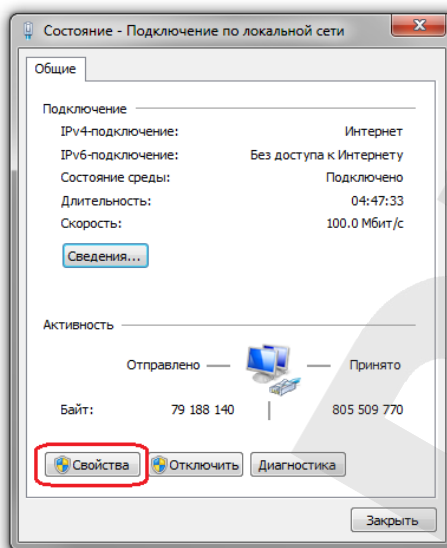 Состояние - Подключение по локальной сети
Общие
Подключение
IPv4-подключение: Интернет
IPv6-подключение: Без доступа к Интернету
Состояние среды: Подключено
Длительность: 04:47:33
Скорость: 100.0 Мбит/с
Сведения...
Активность
Отправлено — — Принято
Байт: 79 188 140 | 805 509 770
Свойства Отключить Диагностика
Закрыть